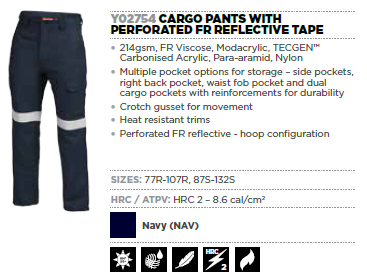 Y02754 CARGO PANTS WITH
PERFORATED FR REFLECTIVE TAPE
• 214gsm, FR Viscose, Modacrylic, TECGEN™
Carbonised Acrylic, Para-aramid, Nylon
• Multiple pocket options for storage – side pockets,
right back pocket, waist fob pocket and dual
cargo pockets with reinforcements for durability
• Crotch gusset for movement
• Heat resistant trims
• Perforated FR reflective - hoop configuration
SIZES: 77R-107R, 87S-132S
HRC / ATPV: HRC 2 – 8.6 cal/cm²
Navy (NAV)
HRC
2